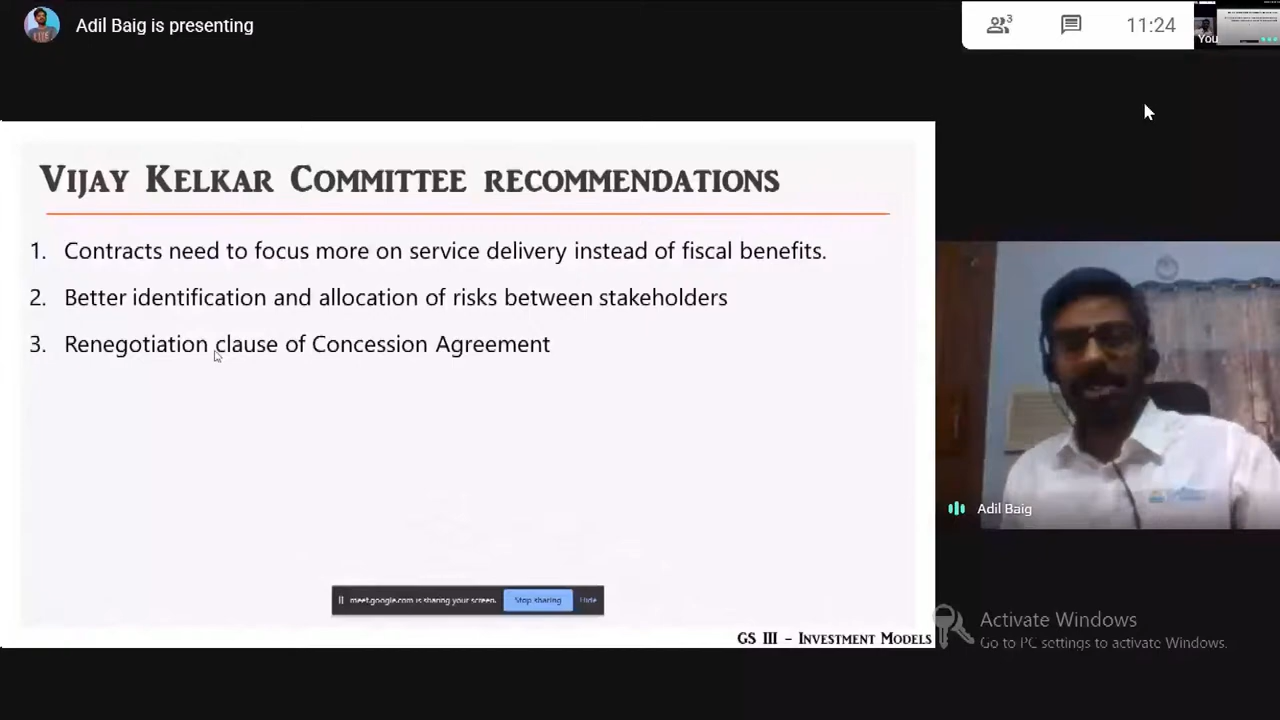 Adil Baig is presenting
3
11:24
You
Vijay Kelkar Committee recommendations
1. Contracts need to focus more on service delivery instead of fiscal benefits.
2. Better identification and allocation of risks between stakeholders
3. Renegotiation clause of Concession Agreement
Adil Baig
meet.google.com is sharing your screen.
Stop sharing
Hide
GS III – Investment Models
Activate Windows
Go to PC settings to activate Windows.